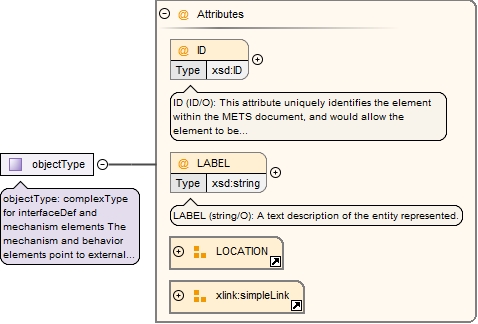 @ Attributes
@ ID
Type xsd:ID
ID (ID/O): This attribute uniquely identifies the element
within the METS document, and would allow the
element to be...
objectType
objectType: complexType
for interfaceDef and
mechanism elements The
mechanism and behavior
elements point to external...
@ LABEL
Type xsd:string
LABEL (string/O): A text description of the entity represented.
LOCATION
xlink:simpleLink